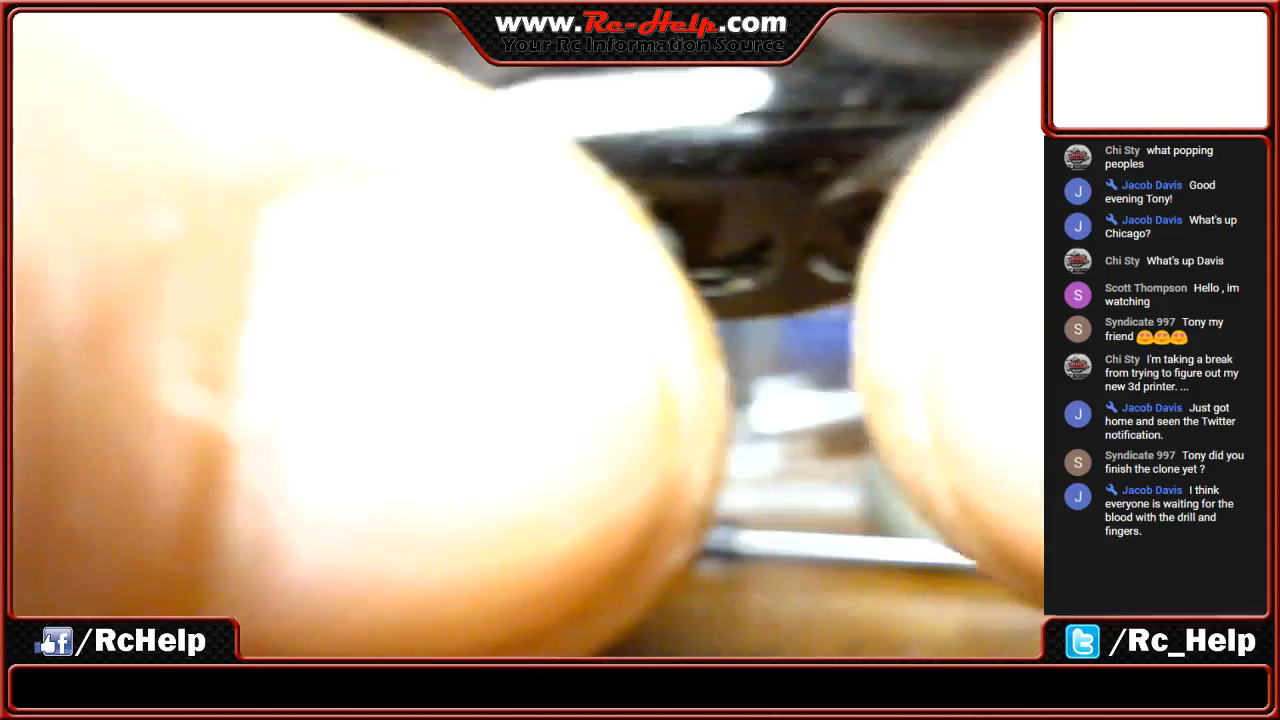 www.Rc-Help.com
Your Rc Information Source
Chi Sty what popping
peoples
J Jacob Davis Good
evening Tony!
J Jacob Davis What's up
Chicago?
Chi Sty What's up Davis
S Scott Thompson Hello , im
watching
S Syndicate 997 Tony my
friend 😍😍😍
Chi Sty I'm taking a break
from trying to figure out my
new 3d printer. ...
J Jacob Davis Just got
home and seen the Twitter
notification.
S Syndicate 997 Tony did you
finish the clone yet ?
J Jacob Davis I think
everyone is waiting for the
blood with the drill and
fingers.
f/RcHelp
t/Rc_Help